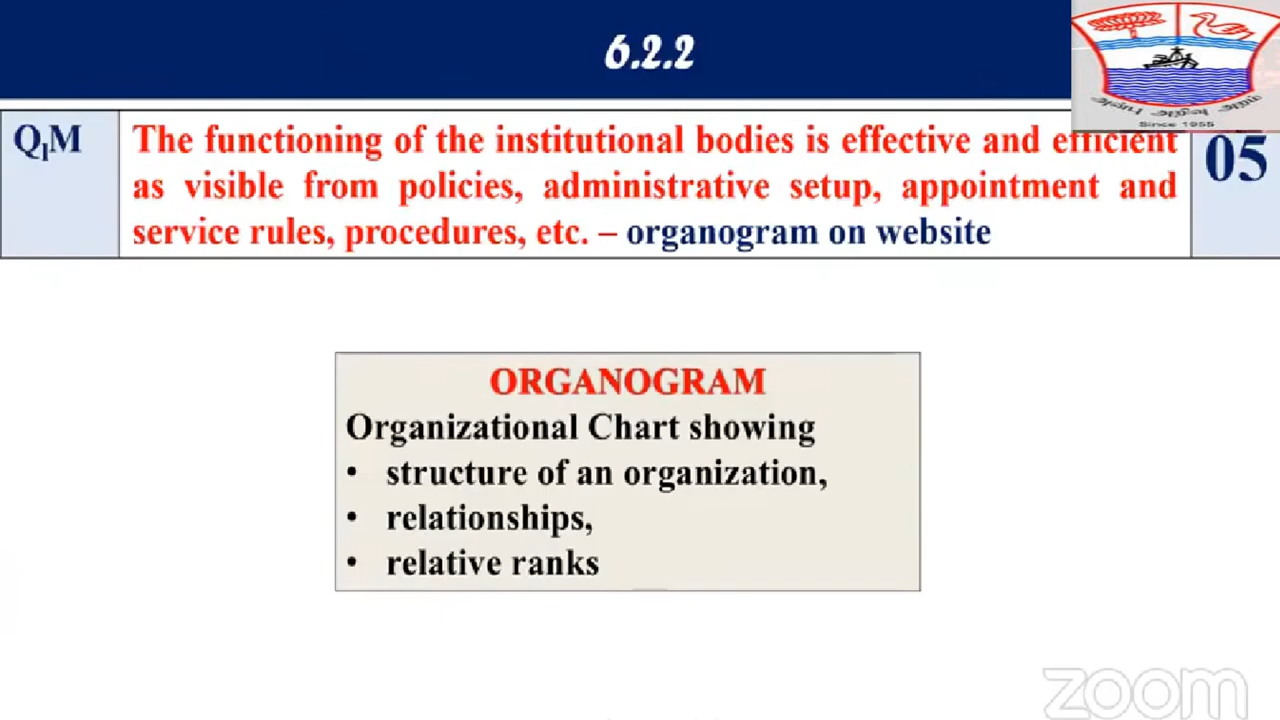 6.2.2
QlM
The functioning of the institutional bodies is effective and efficient
as visible from policies, administrative setup, appointment and
service rules, procedures, etc. – organogram on website
05
Since 1955
ORGANOGRAM
Organizational Chart showing
• structure of an organization,
• relationships,
• relative ranks
zoom